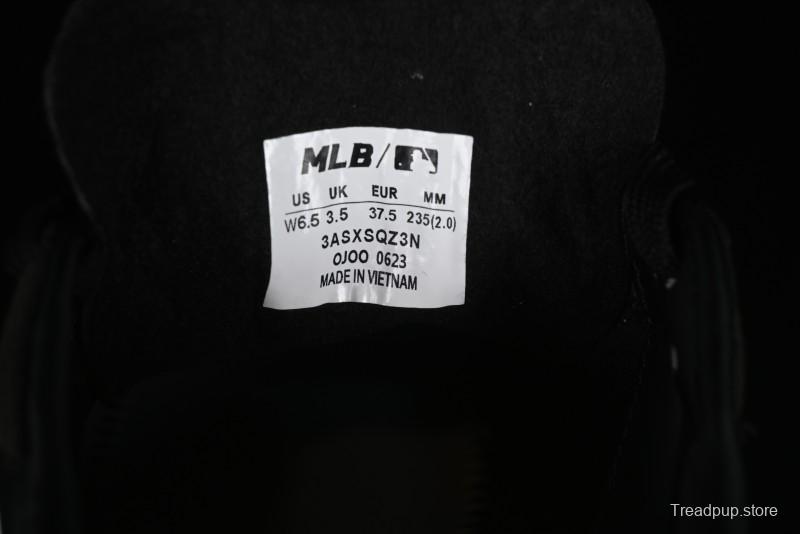 MLB/
US UK EUR MM
W6.5 3.5 37.5 235(2.0)
3ASXSQZ3N
OJOO 0623
MADE IN VIETNAM
Treadpup.store